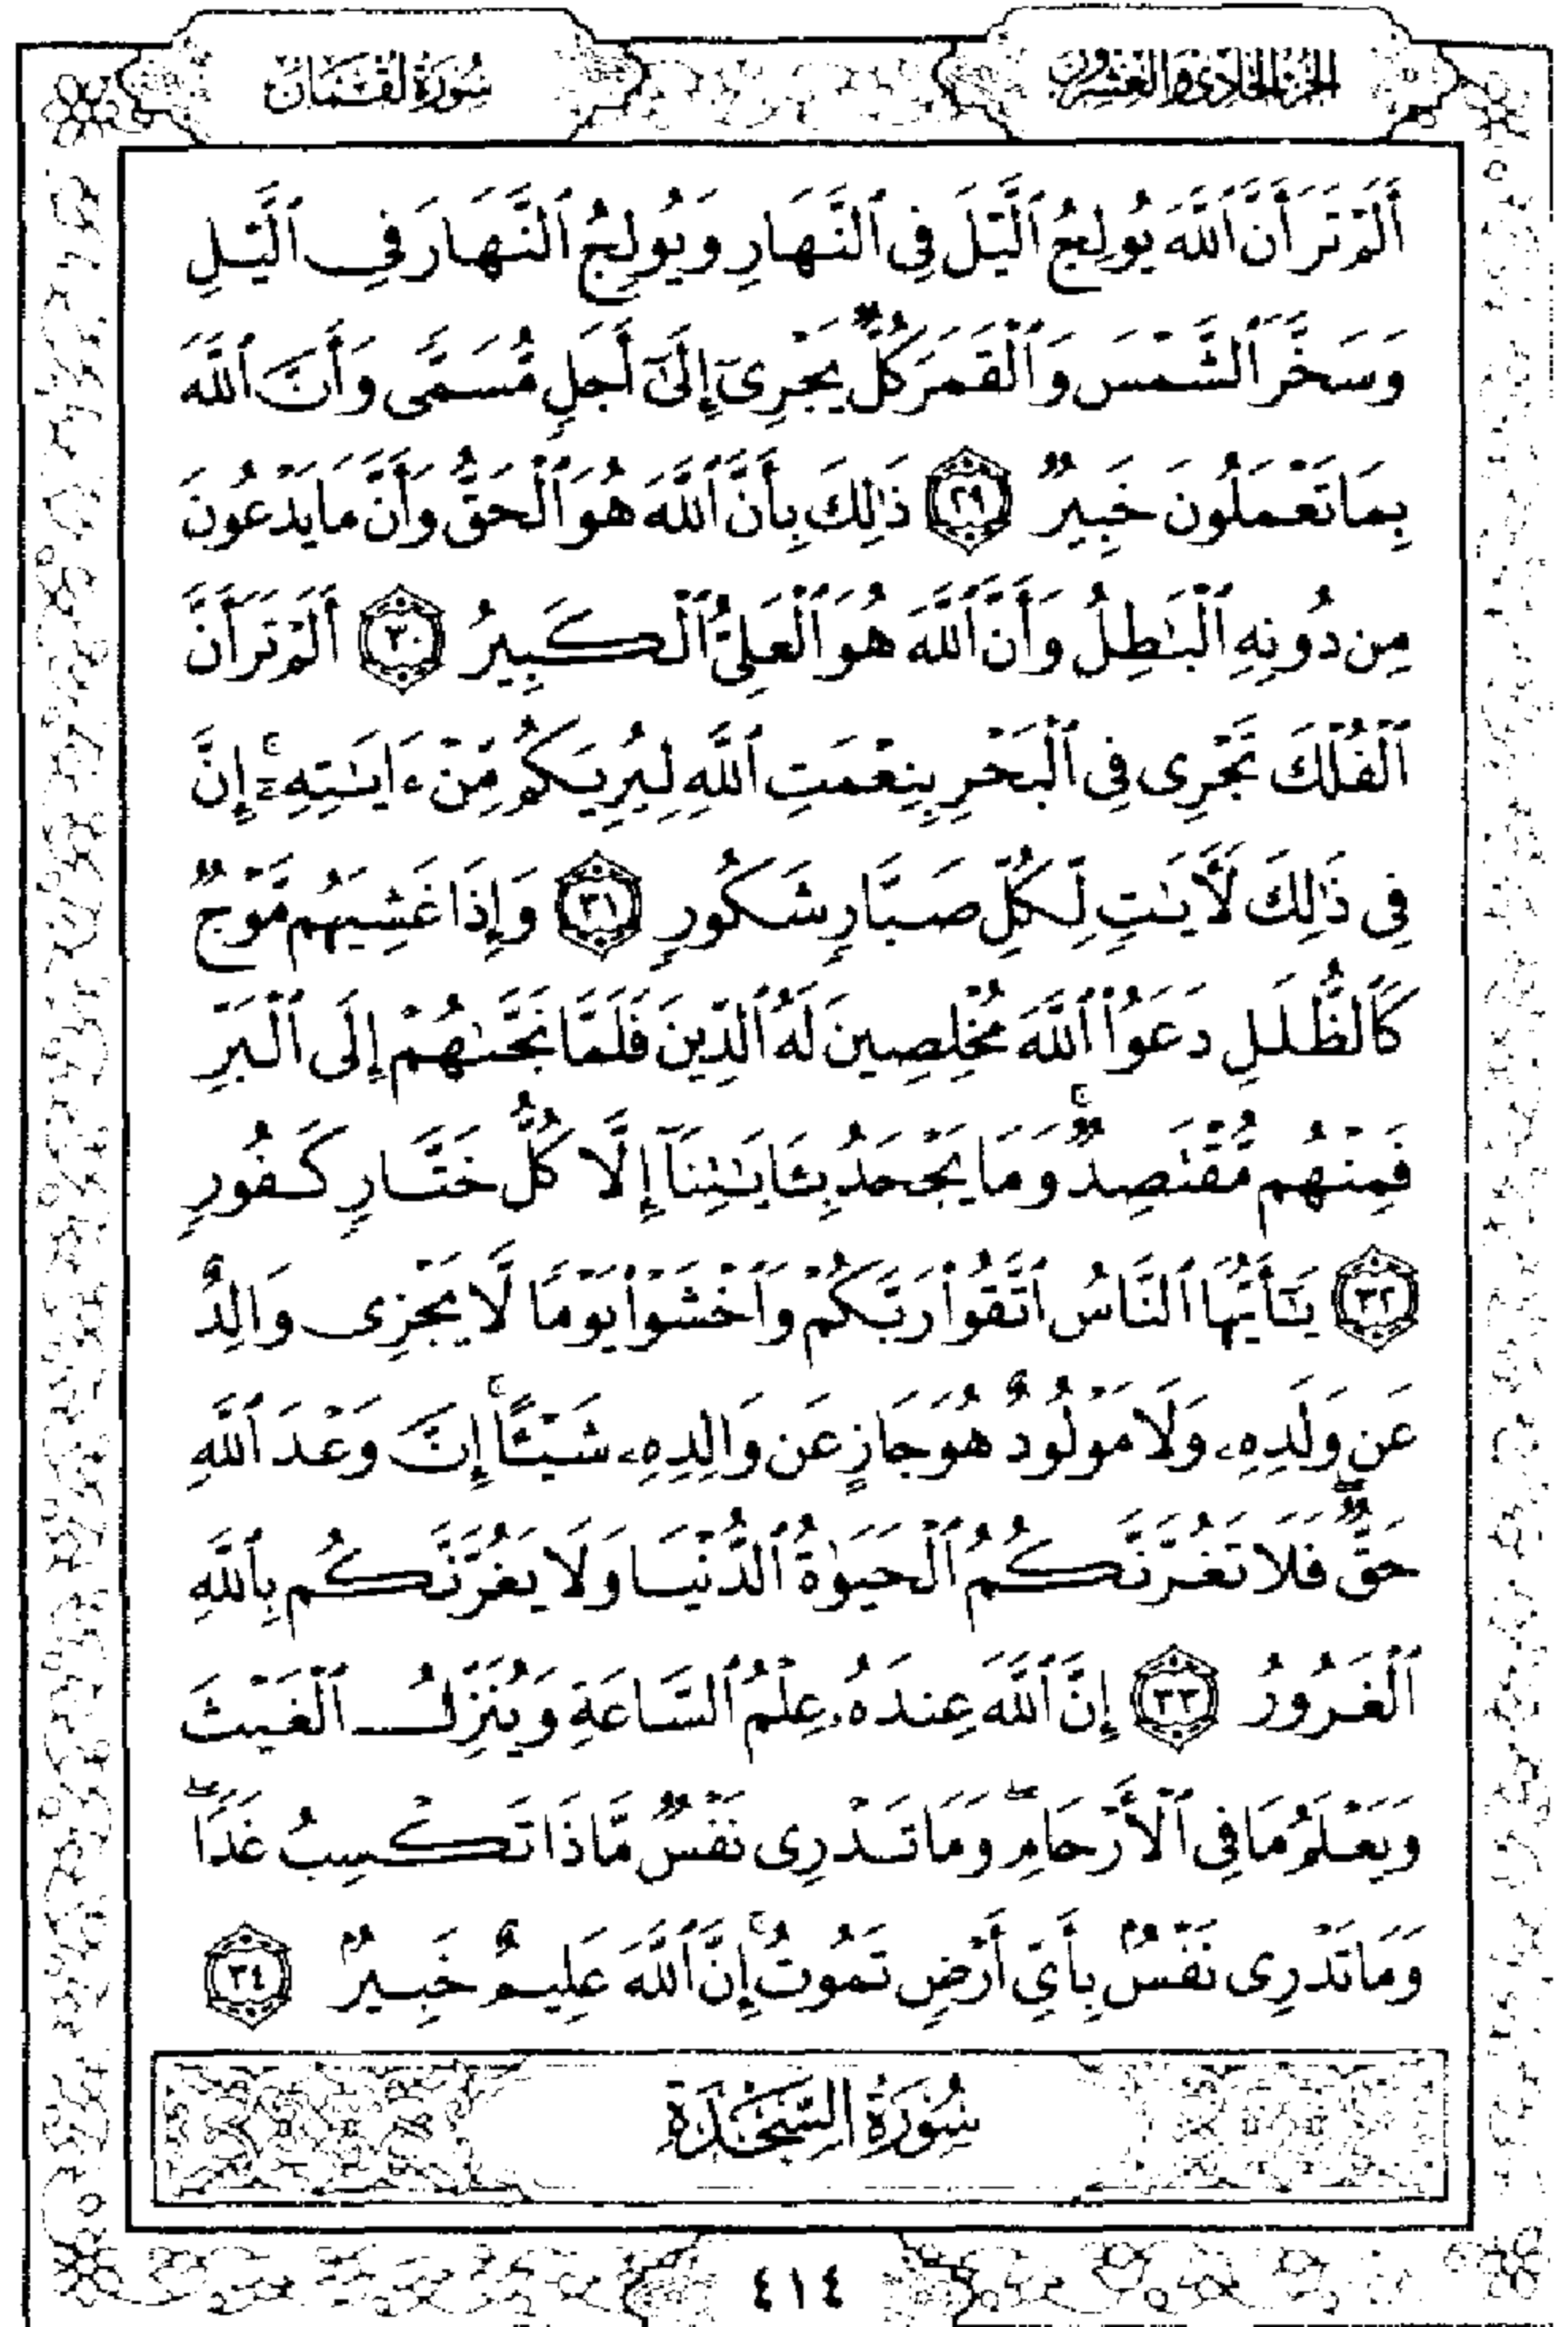 الجزء الحادي والعشرون
سورة لقمان
أَلَمْ تَرَ أَنَّ ٱللَّهَ يُولِجُ ٱلَّيْلَ فِى ٱلنَّهَارِ وَيُولِجُ ٱلنَّهَارَ فِى ٱلَّيْلِ
وَسَخَّرَ ٱلشَّمْسَ وَٱلْقَمَرَ كُلٌّ يَجْرِىٓ إِلَىٰٓ أَجَلٍ مُّسَمًّى وَأَنَّ ٱللَّهَ
بِمَا تَعْمَلُونَ خَبِيرٌ ٢٩ ذَٰلِكَ بِأَنَّ ٱللَّهَ هُوَ ٱلْحَقُّ وَأَنَّ مَا يَدْعُونَ
مِن دُونِهِ ٱلْبَٰطِلُ وَأَنَّ ٱللَّهَ هُوَ ٱلْعَلِىُّ ٱلْكَبِيرُ ٣٠ أَلَمْ تَرَ أَنَّ
ٱلْفُلْكَ تَجْرِى فِى ٱلْبَحْرِ بِنِعْمَتِ ٱللَّهِ لِيُرِيَكُم مِّنْ ءَايَٰتِهِۦٓ ۚ إِنَّ
فِى ذَٰلِكَ لَءَايَٰتٍ لِّكُلِّ صَبَّارٍ شَكُورٍ ٣١ وَإِذَا غَشِيَهُم مَّوْجٌ
كَٱلظُّلَلِ دَعَوُا۟ ٱللَّهَ مُخْلِصِينَ لَهُ ٱلدِّينَ فَلَمَّا نَجَّىٰهُمْ إِلَى ٱلْبَرِّ
فَمِنْهُم مُّقْتَصِدٌ ۚ وَمَا يَجْحَدُ بِـَٔايَٰتِنَآ إِلَّا كُلُّ خَتَّارٍ كَفُورٍ
٣٢ يَٰٓأَيُّهَا ٱلنَّاسُ ٱتَّقُوا۟ رَبَّكُمْ وَٱخْشَوْا۟ يَوْمًا لَّا يَجْزِى وَالِدٌ
عَن وَلَدِهِۦ وَلَا مَوْلُودٌ هُوَ جَازٍ عَن وَالِدِهِۦ شَيْـًٔا ۚ إِنَّ وَعْدَ ٱللَّهِ
حَقٌّ ۖ فَلَا تَغُرَّنَّكُمُ ٱلْحَيَوٰةُ ٱلدُّنْيَا وَلَا يَغُرَّنَّكُم بِٱللَّهِ
ٱلْغَرُورُ ٣٣ إِنَّ ٱللَّهَ عِندَهُۥ عِلْمُ ٱلسَّاعَةِ وَيُنَزِّلُ ٱلْغَيْثَ
وَيَعْلَمُ مَا فِى ٱلْأَرْحَامِ ۖ وَمَا تَدْرِى نَفْسٌ مَّاذَا تَكْسِبُ غَدًا ۖ
وَمَا تَدْرِى نَفْسٌۢ بِأَىِّ أَرْضٍ تَمُوتُ ۚ إِنَّ ٱللَّهَ عَلِيمٌ خَبِيرٌۢ ٣٤
سُورَةُ السَّجْدَةِ
٤١٤